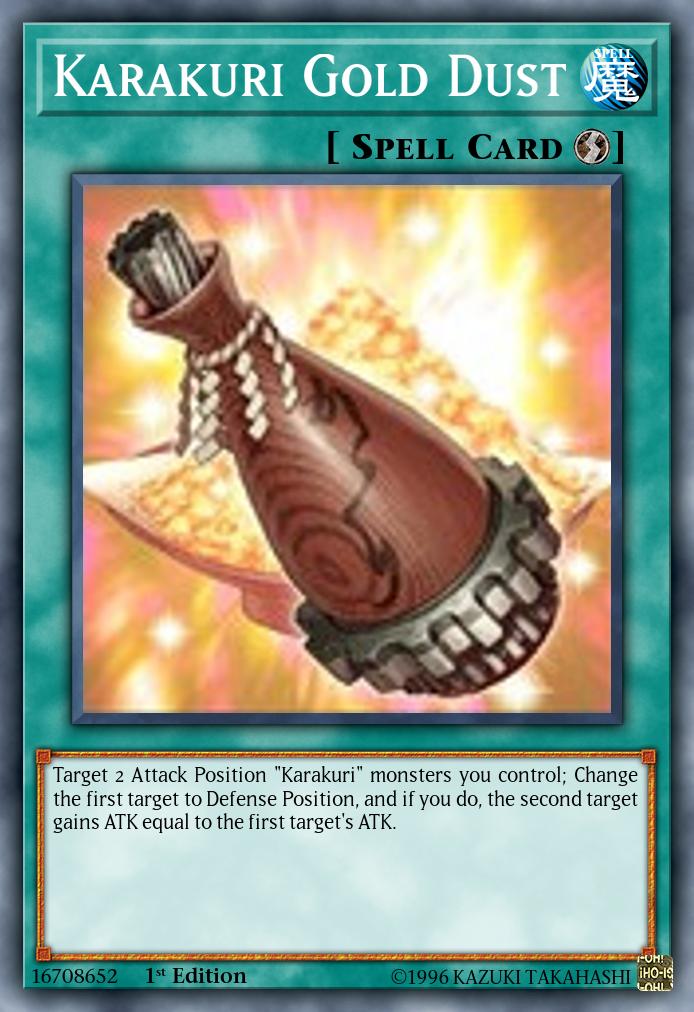 Karakuri Gold Dust
SPELL
魔
[ Spell Card ]
Target 2 Attack Position "Karakuri" monsters you control; Change
the first target to Defense Position, and if you do, the second target
gains ATK equal to the first target's ATK.
16708652 1st Edition ©1996 KAZUKI TAKAHASHI